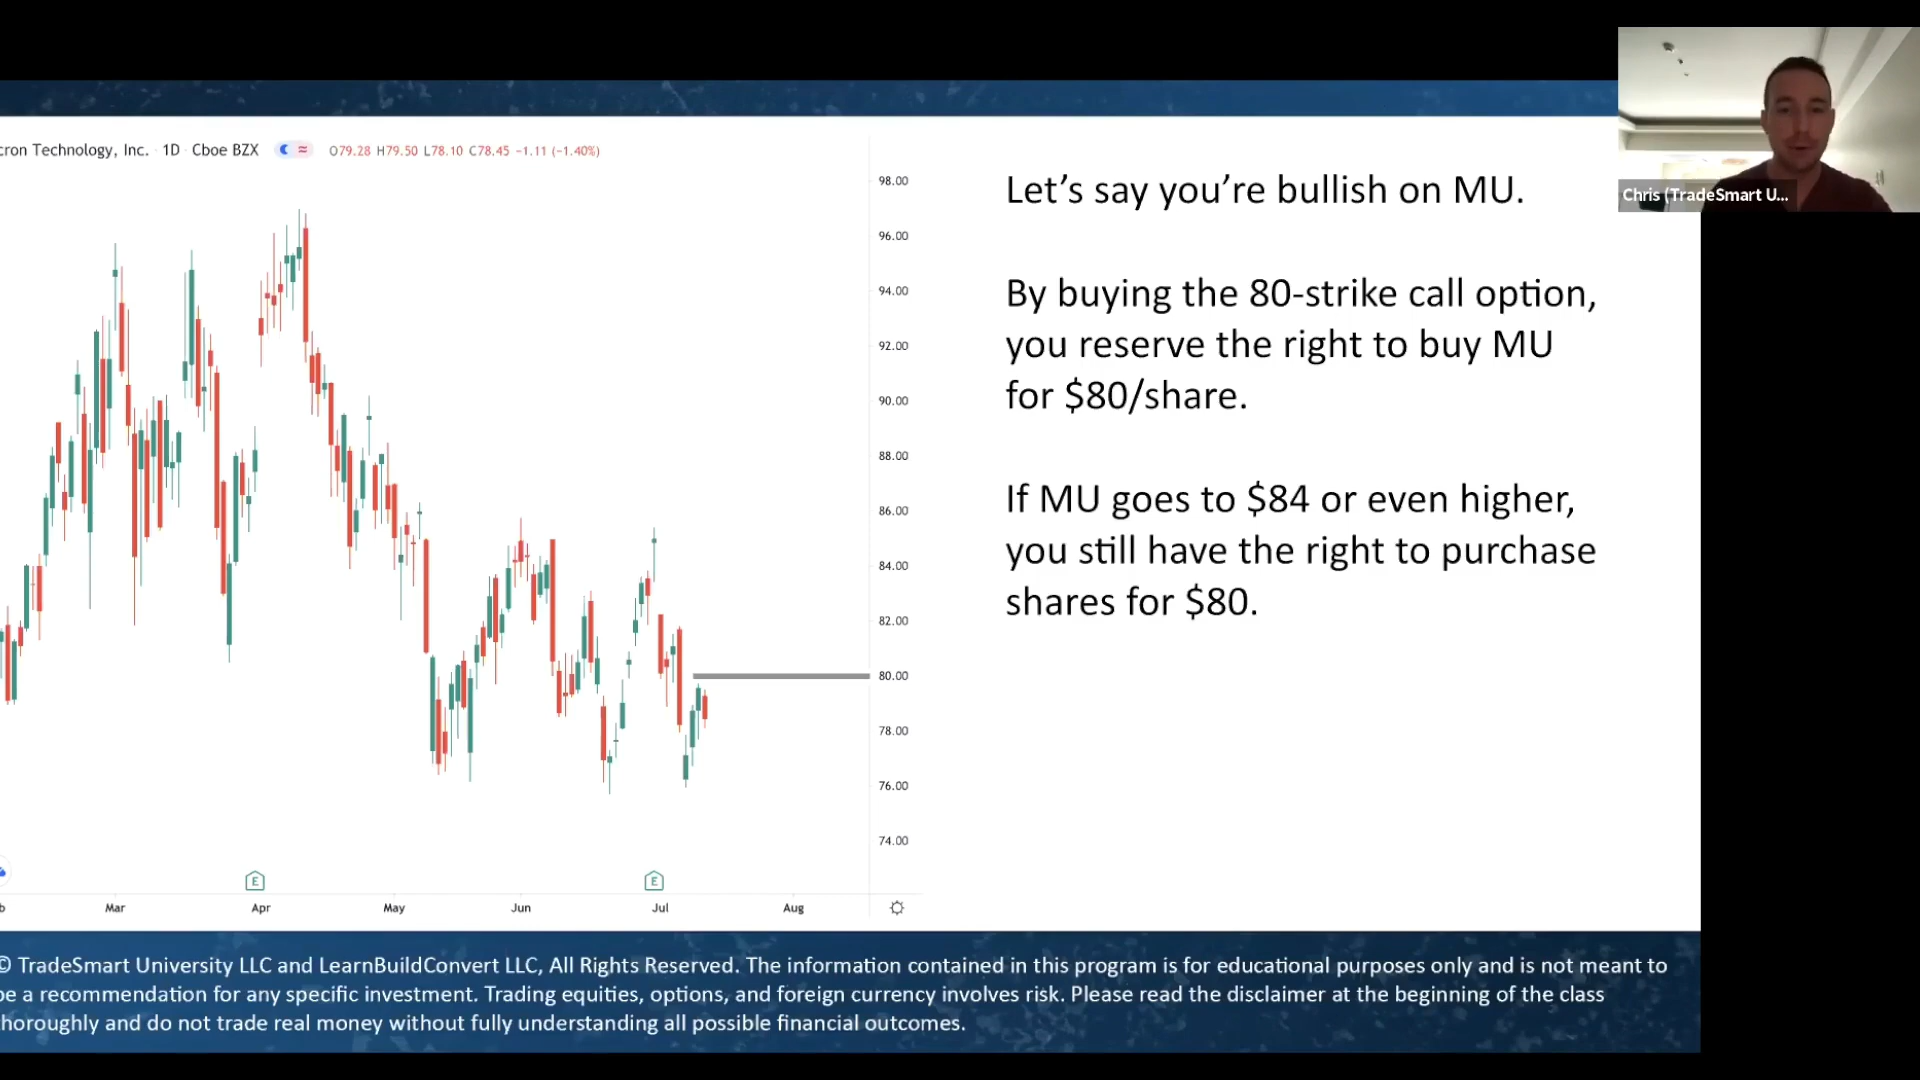 cron Technology, Inc. · 1D · Cboe BZX O79.28 H79.50 L78.10 C78.45 −1.11 (−1.40%)
98.00
96.00
94.00
92.00
90.00
88.00
86.00
84.00
82.00
80.00
78.00
76.00
74.00
E E
b Mar Apr May Jun Jul Aug
Let’s say you’re bullish on MU.
By buying the 80-strike call option,
you reserve the right to buy MU
for $80/share.
If MU goes to $84 or even higher,
you still have the right to purchase
shares for $80.
Chris (TradeSmart U...
© TradeSmart University LLC and LearnBuildConvert LLC, All Rights Reserved. The information contained in this program is for educational purposes only and is not meant to
be a recommendation for any specific investment. Trading equities, options, and foreign currency involves risk. Please read the disclaimer at the beginning of the class
horoughly and do not trade real money without fully understanding all possible financial outcomes.